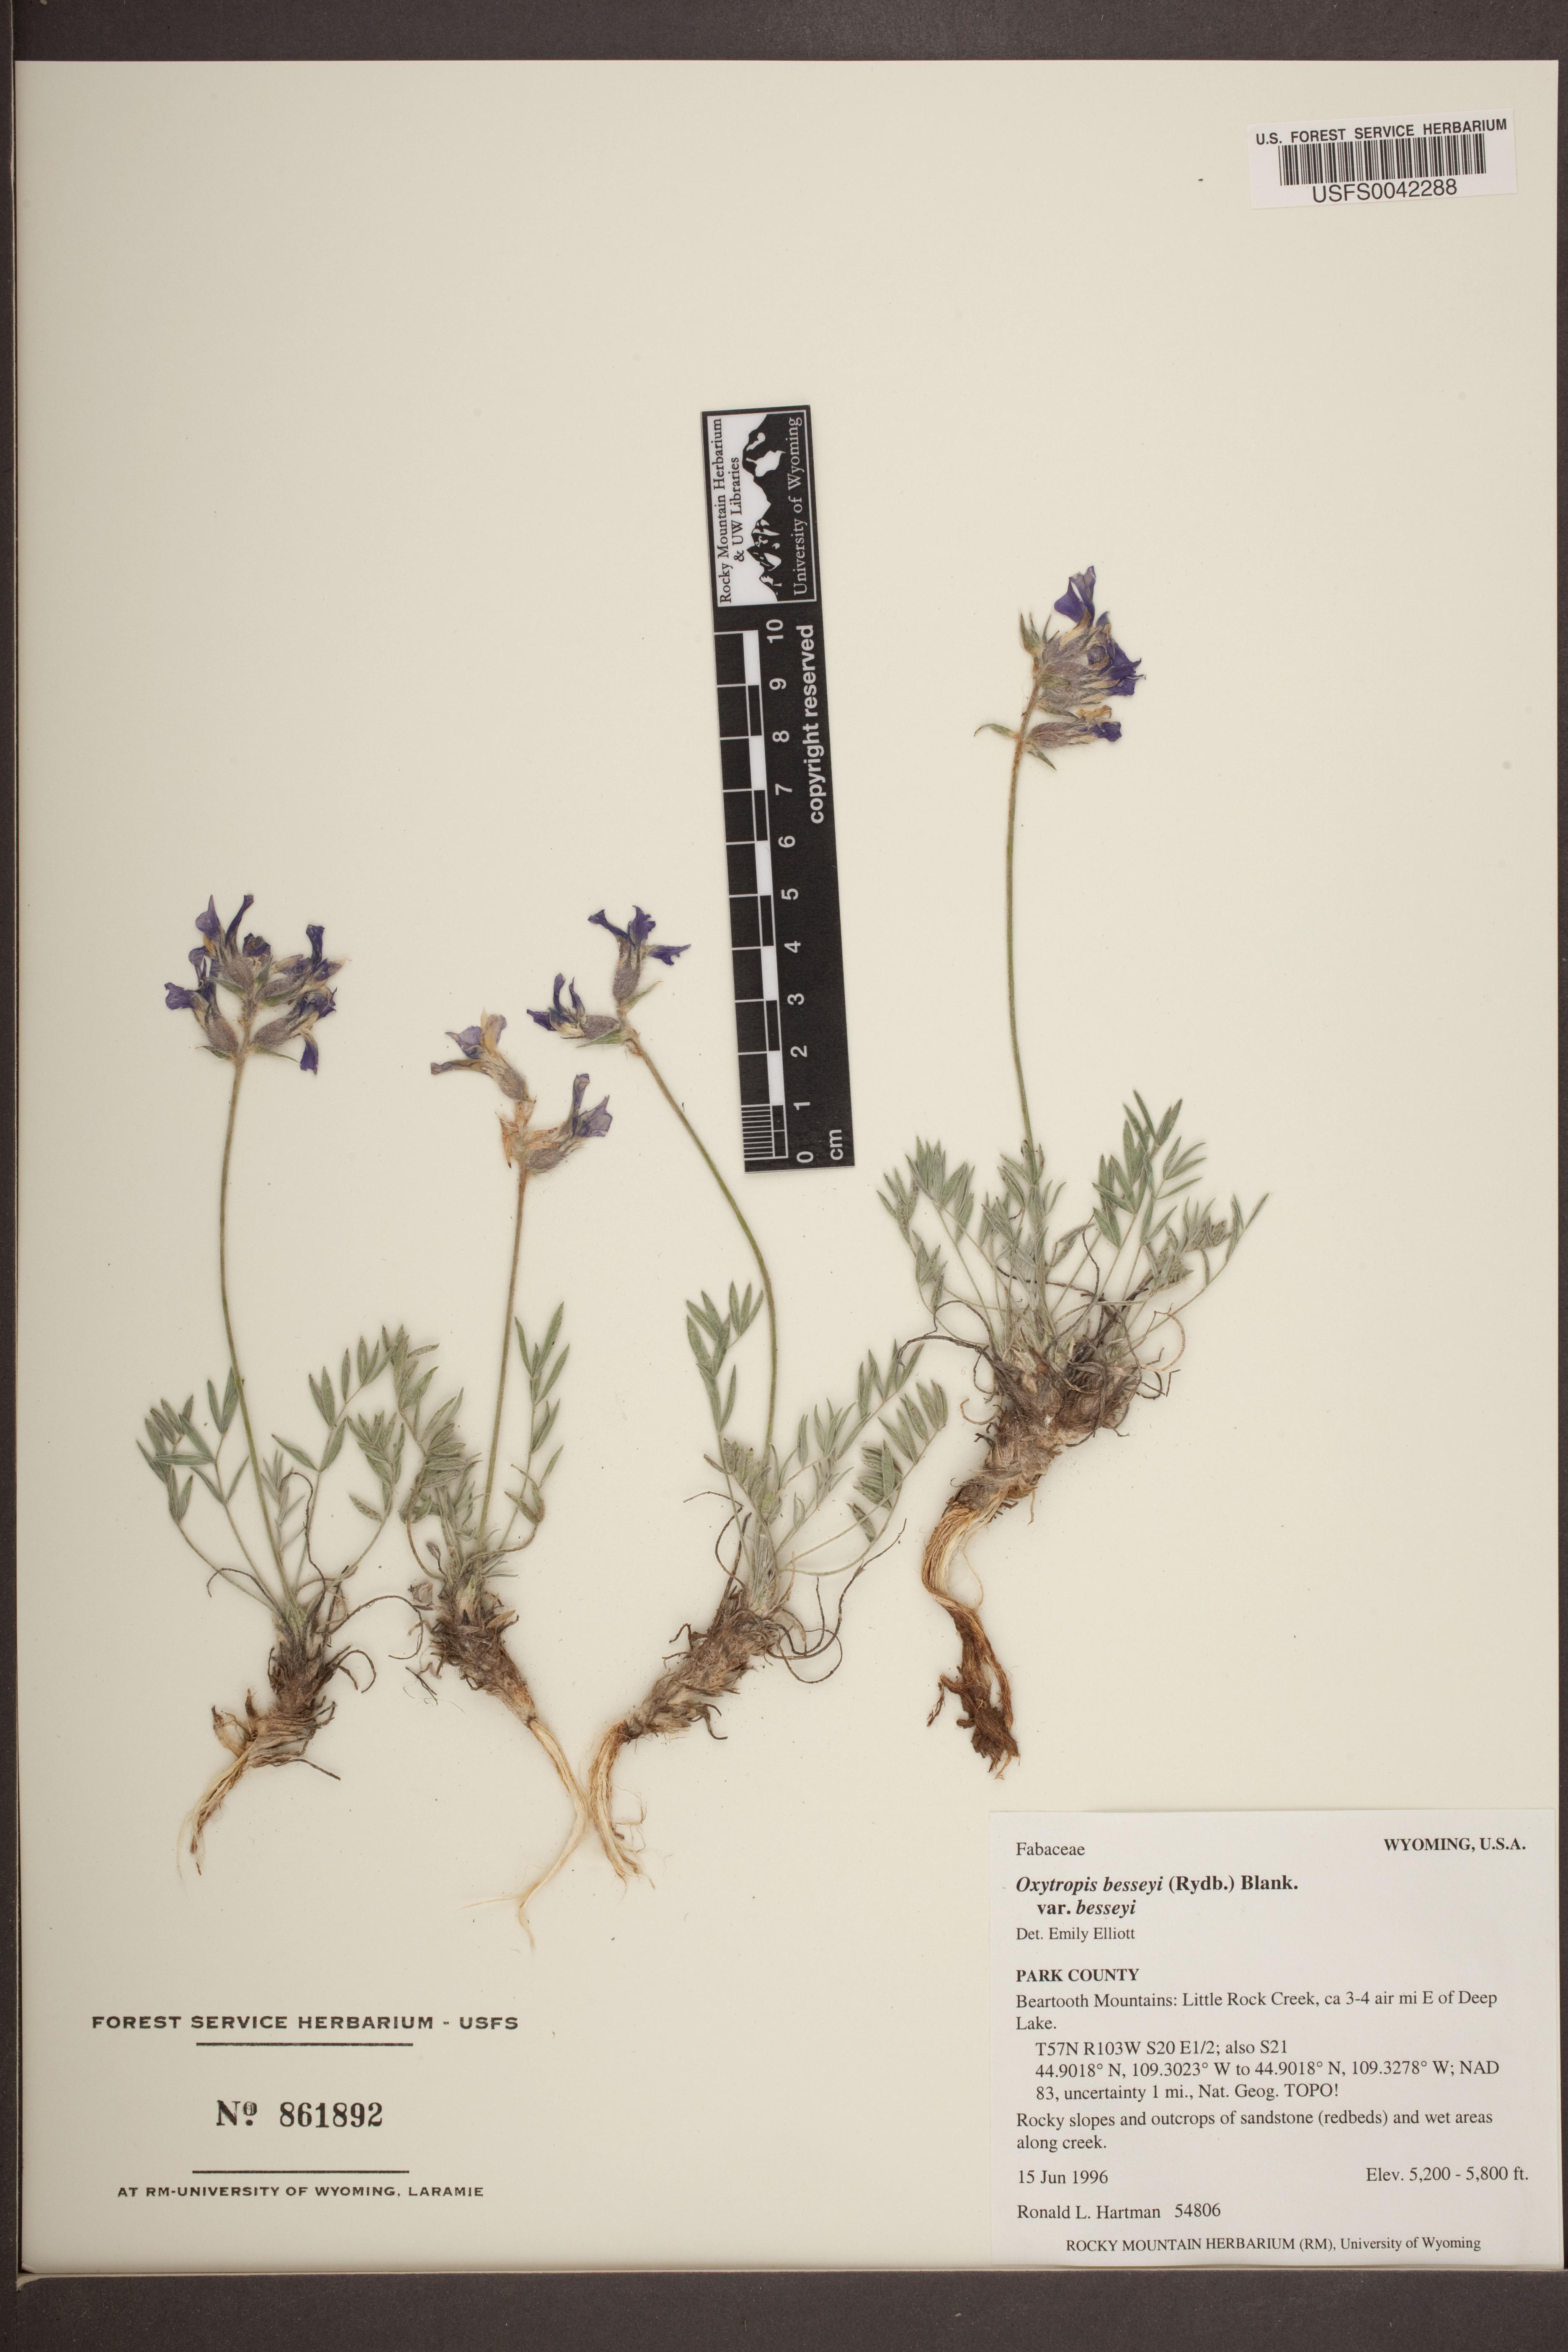 U.S. FOREST SERVICE HERBARIUM
USFS0042288
Rocky Mountain Herbarium
& UW Libraries
University of Wyoming
10
9
8
7
6
5
4
3
2
1
0
cm
copyright reserved
Fabaceae WYOMING, U.S.A.
Oxytropis besseyi (Rydb.) Blank.
var. besseyi
Det. Emily Elliott
PARK COUNTY
Beartooth Mountains: Little Rock Creek, ca 3-4 air mi E of Deep
Lake.
T57N R103W S20 E1/2; also S21
44.9018° N, 109.3023° W to 44.9018° N, 109.3278° W; NAD
83, uncertainty 1 mi., Nat. Geog. TOPO!
Rocky slopes and outcrops of sandstone (redbeds) and wet areas
along creek.
15 Jun 1996 Elev. 5,200 - 5,800 ft.
Ronald L. Hartman 54806
ROCKY MOUNTAIN HERBARIUM (RM), University of Wyoming
FOREST SERVICE HERBARIUM - USFS
Nº 861892
AT RM-UNIVERSITY OF WYOMING, LARAMIE